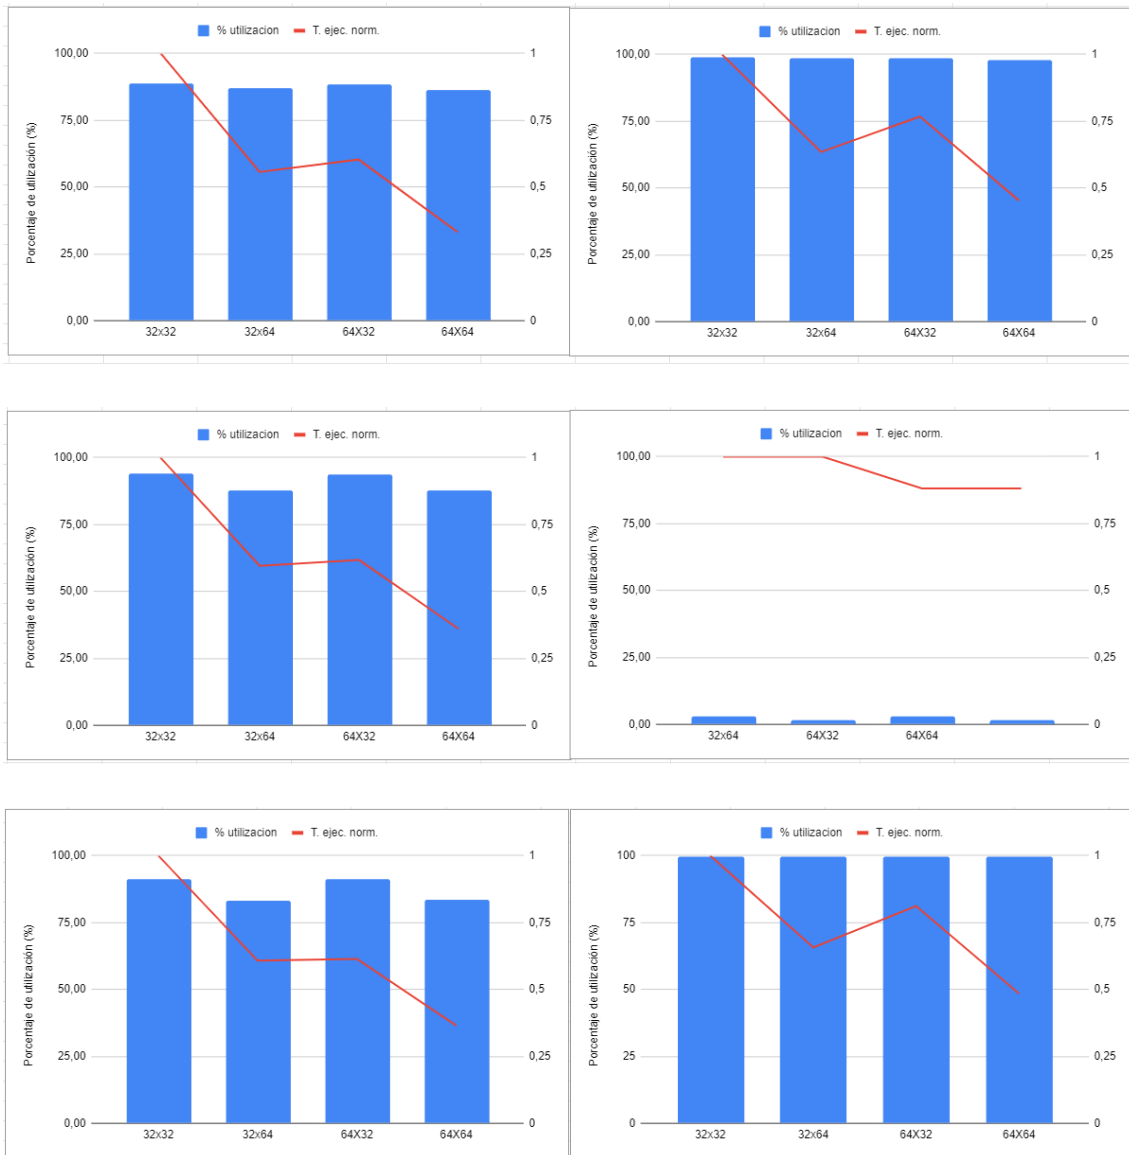 % utilizacion T. ejec. norm.
Porcentaje de utilización (%)
100,00 1
75,00 0,75
50,00 0,5
25,00 0,25
0,00 0
32x32 32x64 64X32 64X64
% utilizacion T. ejec. norm.
Porcentaje de utilización (%)
100,00 1
75,00 0,75
50,00 0,5
25,00 0,25
0,00 0
32x32 32x64 64X32 64X64
% utilizacion T. ejec. norm.
Porcentaje de utilización (%)
100,00 1
75,00 0,75
50,00 0,5
25,00 0,25
0,00 0
32x32 32x64 64X32 64X64
% utilizacion T. ejec. norm.
Porcentaje de utilización (%)
100,00 1
75,00 0,75
50,00 0,5
25,00 0,25
0,00 0
32x64 64X32 64X64
% utilizacion T. ejec. norm.
Porcentaje de utilización (%)
100,00 1
75,00 0,75
50,00 0,5
25,00 0,25
0,00 0
32x32 32x64 64X32 64X64
% utilizacion T. ejec. norm.
Porcentaje de utilización (%)
100 1
75 0,75
50 0,5
25 0,25
0 0
32x32 32x64 64X32 64X64